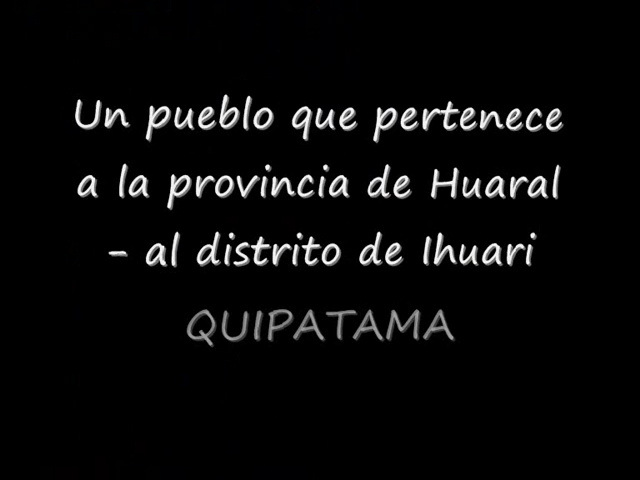 Un pueblo que pertenece
a la provincia de Huaral
- al distrito de Ihuari
QUIPATAMA